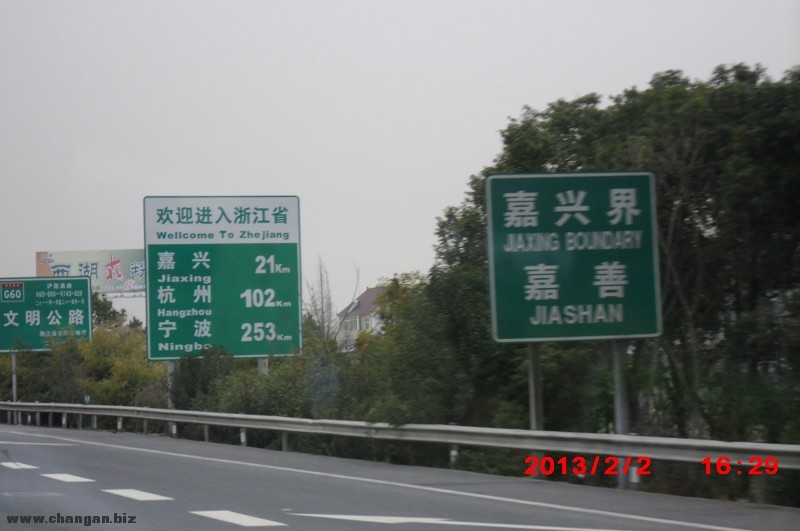 嘉兴界
JIAXING BOUNDARY
嘉善
JIASHAN
欢迎进入浙江省
Wellcome To Zhejiang
嘉兴 21Km
Jiaxing
杭州 102Km
Hangzhou
宁波 253Km
Ningbo
G60
文明公路
2013/2/2 16:29
www.changan.biz